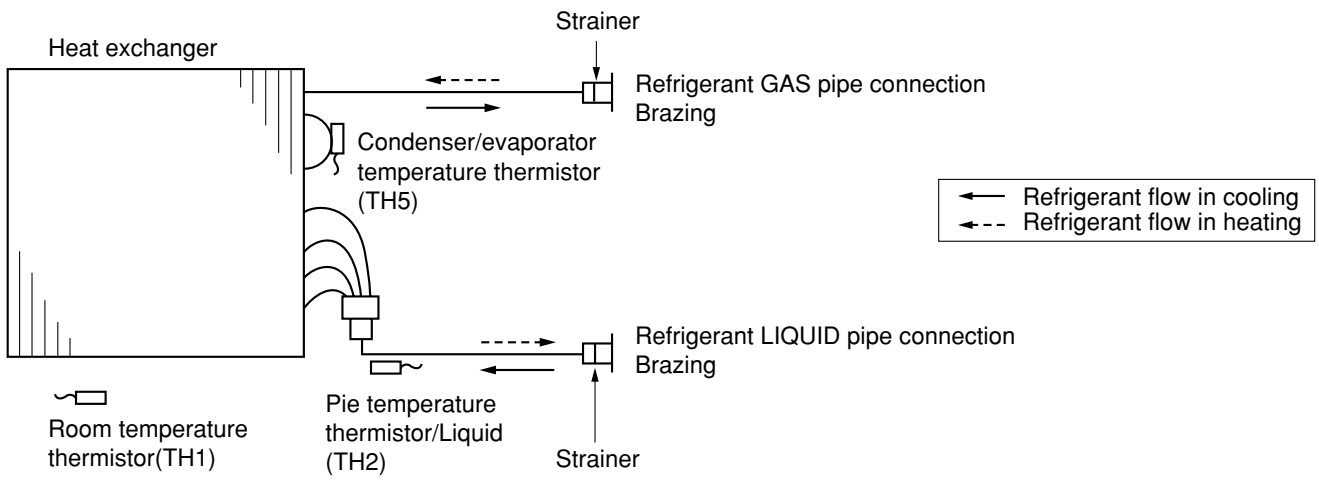 Strainer
Heat exchanger
Refrigerant GAS pipe connection
Brazing
Condenser/evaporator
temperature thermistor
(TH5)
Refrigerant flow in cooling
Refrigerant flow in heating
Refrigerant LIQUID pipe connection
Brazing
Pie temperature
thermistor/Liquid
(TH2)
Room temperature
thermistor(TH1)
Strainer